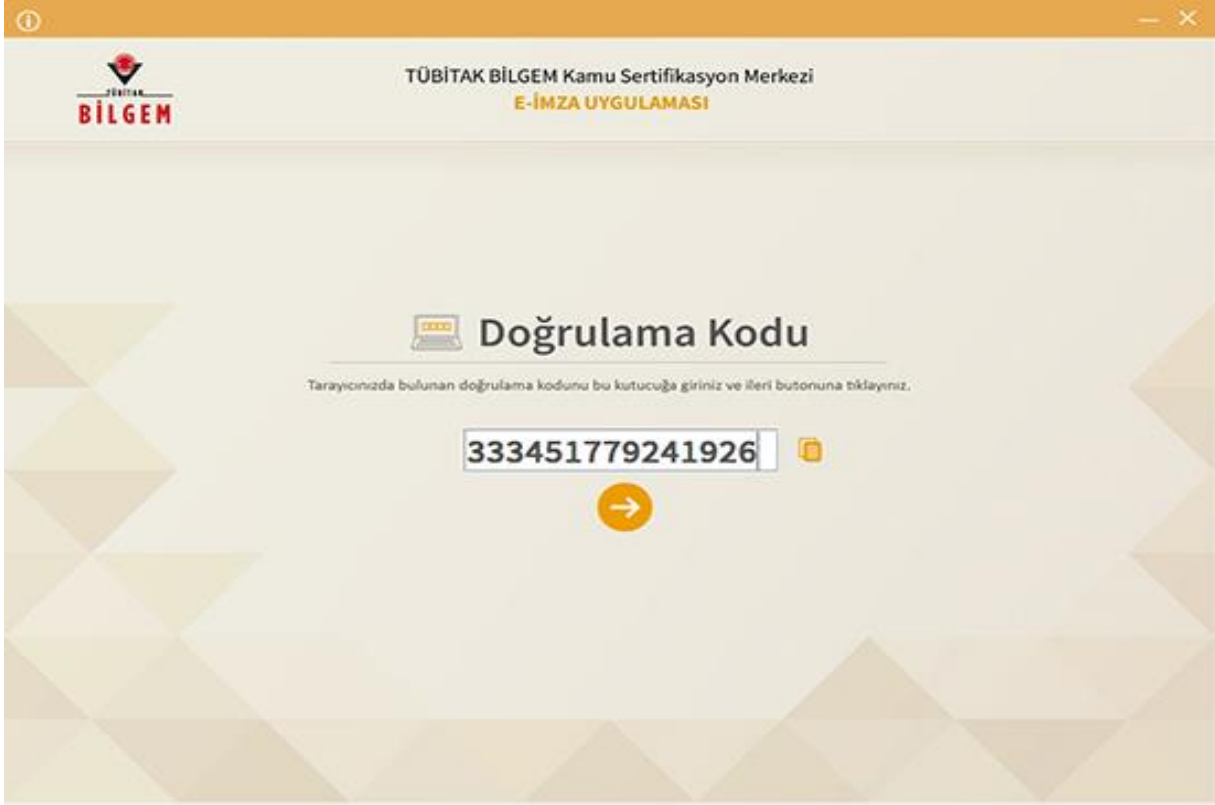 TÜBİTAK
BİLGEM
TÜBİTAK BİLGEM Kamu Sertifikasyon Merkezi
E-İMZA UYGULAMASI
Doğrulama Kodu
Tarayıcınızda bulunan doğrulama kodunu bu kutucuğa giriniz ve ileri butonuna tıklayınız.
333451779241926